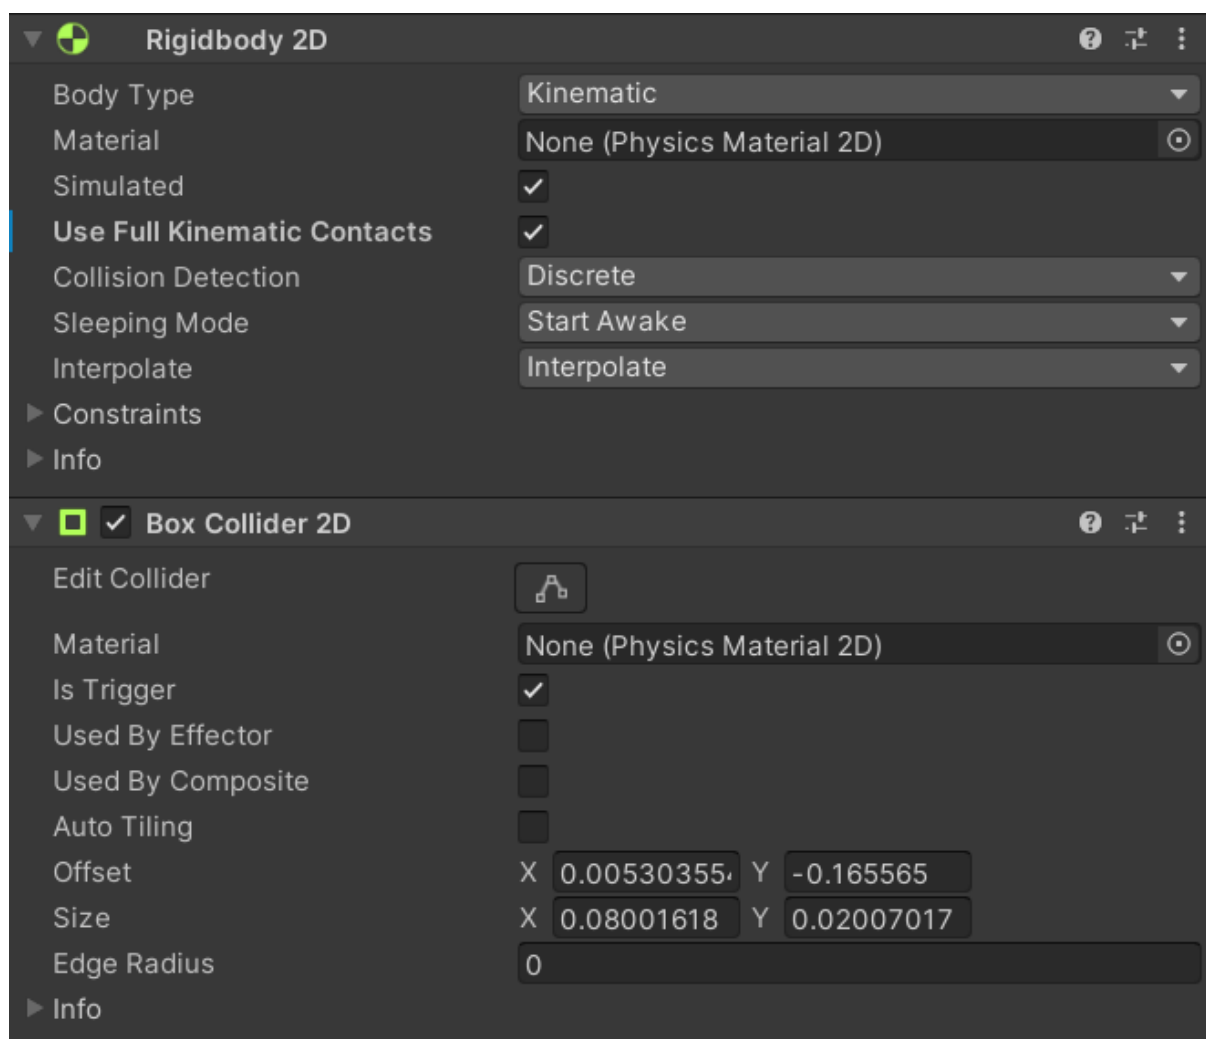 Rigidbody 2D
Body Type Kinematic
Material None (Physics Material 2D)
Simulated
Use Full Kinematic Contacts
Collision Detection Discrete
Sleeping Mode Start Awake
Interpolate Interpolate
Constraints
Info
Box Collider 2D
Edit Collider
Material None (Physics Material 2D)
Is Trigger
Used By Effector
Used By Composite
Auto Tiling
Offset X 0.00530355 Y -0.165565
Size X 0.08001618 Y 0.02007017
Edge Radius 0
Info